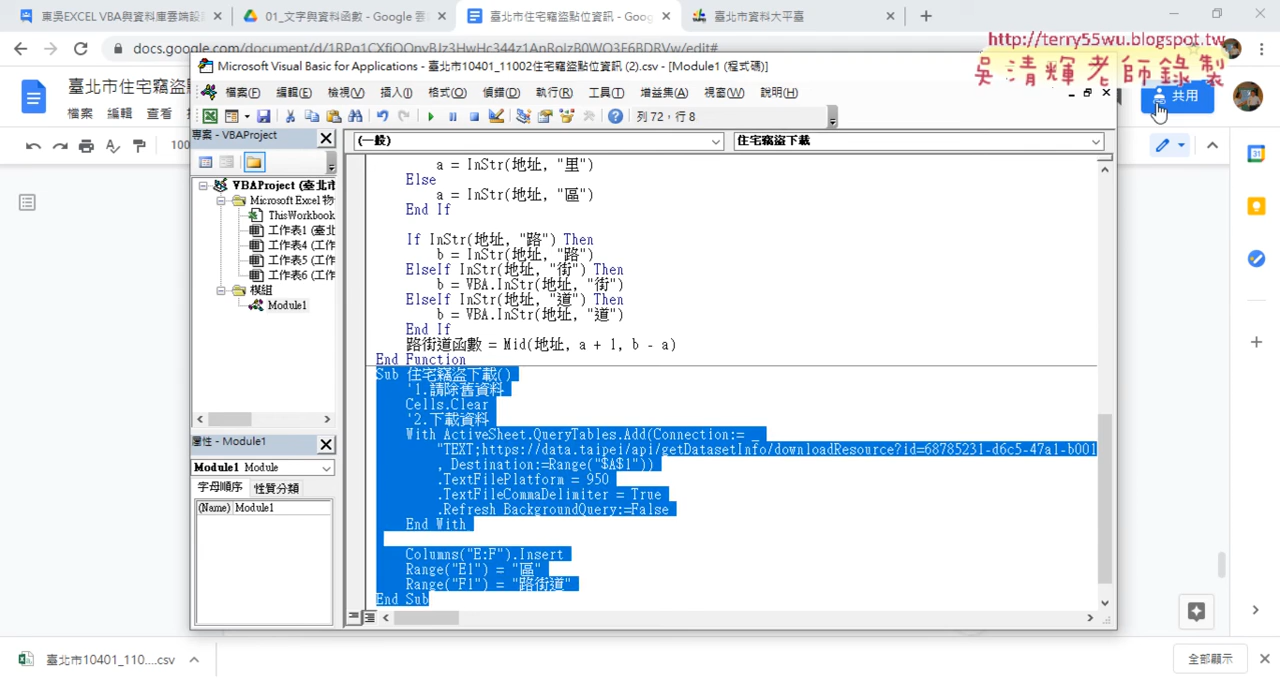 東吳EXCEL VBA與資料庫雲端設
01_文字與資料函數 - Google 雲
臺北市住宅竊盜點位資訊 - Goog
臺北市資料大平臺
http://terry55wu.blogspot.tw
吳清輝老師錄製
臺北市住宅竊盜
檔案 編輯 查看
共用
100
Microsoft Visual Basic for Applications - 臺北市10401_11002住宅竊盜點位資訊 (2).csv - [Module1 (程式碼)]
檔案(F) 編輯(E) 檢視(V) 插入(I) 格式(O) 偵錯(D) 執行(R) 工具(T) 增益集(A) 視窗(W) 說明(H)
列 72，行 8
專案 - VBAProject
(一般)
住宅竊盜下載
VBAProject (臺北市
Microsoft Excel 物
ThisWorkbook
工作表1 (臺北
工作表4 (工作
工作表5 (工作
工作表6 (工作
模組
Module1
屬性 - Module1
Module1 Module
字母順序 性質分類
(Name) Module1
a = InStr(地址, "里")
Else
a = InStr(地址, "區")
End If
If InStr(地址, "路") Then
b = InStr(地址, "路")
ElseIf InStr(地址, "街") Then
b = VBA.InStr(地址, "街")
ElseIf InStr(地址, "道") Then
b = VBA.InStr(地址, "道")
End If
路街道函數 = Mid(地址, a + 1, b - a)
End Function
Sub 住宅竊盜下載()
'1.請除舊資料
Cells.Clear
'2.下載資料
With ActiveSheet.QueryTables.Add(Connection:= _
"TEXT;https://data.taipei/api/getDatasetInfo/downloadResource?id=68785231-d6c5-47a1-b001
, Destination:=Range("$A$1"))
.TextFilePlatform = 950
.TextFileCommaDelimiter = True
.Refresh BackgroundQuery:=False
End With
Columns("E:F").Insert
Range("E1") = "區"
Range("F1") = "路街道"
End Sub
臺北市10401_110....csv
全部顯示